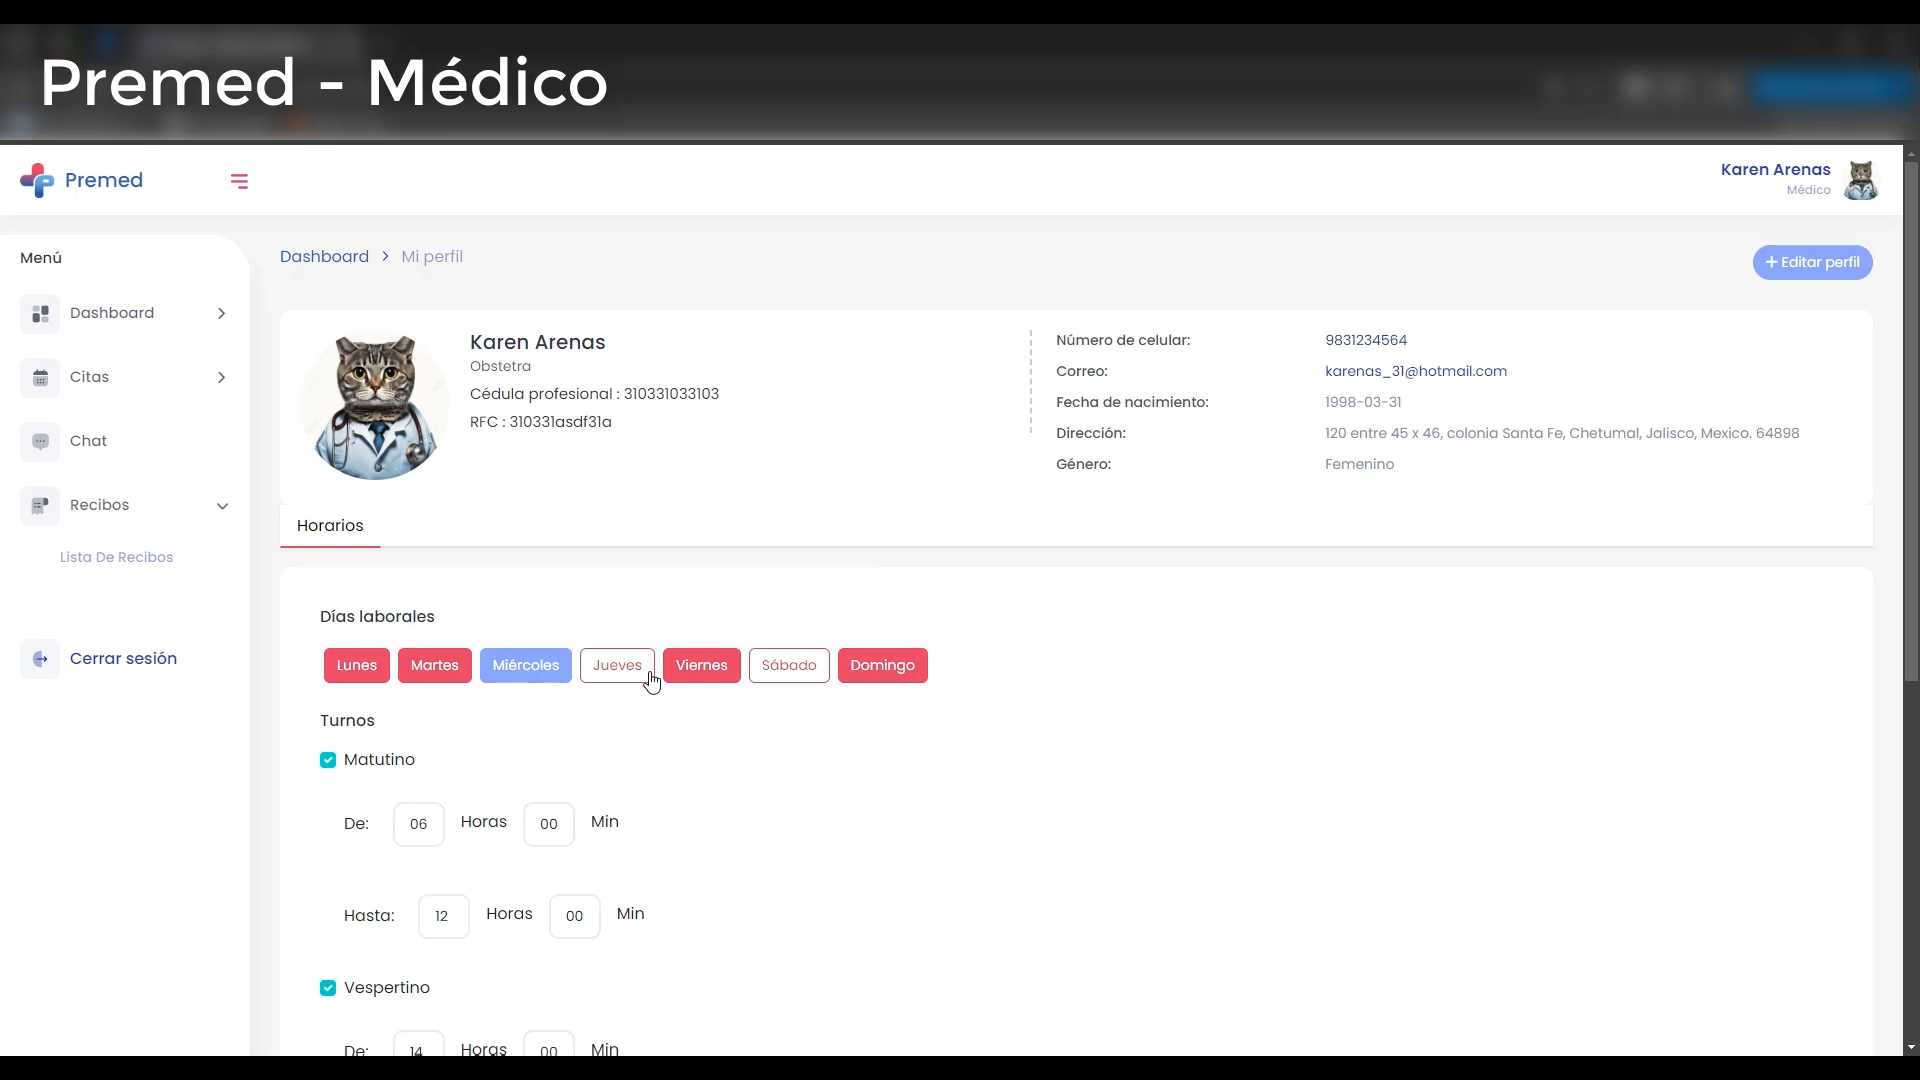 Premed - Médico
Premed
Karen Arenas
Médico
Menú
Dashboard > Mi perfil
+ Editar perfil
Dashboard
Citas
Chat
Recibos
Lista De Recibos
Cerrar sesión
Karen Arenas
Obstetra
Cédula profesional : 310331033103
RFC : 310331asdf31a
Número de celular: 9831234564
Correo: karenas_31@hotmail.com
Fecha de nacimiento: 1998-03-31
Dirección: 120 entre 45 x 46, colonia Santa Fe, Chetumal, Jalisco, Mexico. 64898
Género: Femenino
Horarios
Días laborales
Lunes Martes Miércoles Jueves Viernes Sábado Domingo
Turnos
Matutino
De: 06 Horas 00 Min
Hasta: 12 Horas 00 Min
Vespertino
De: 14 Horas 00 Min